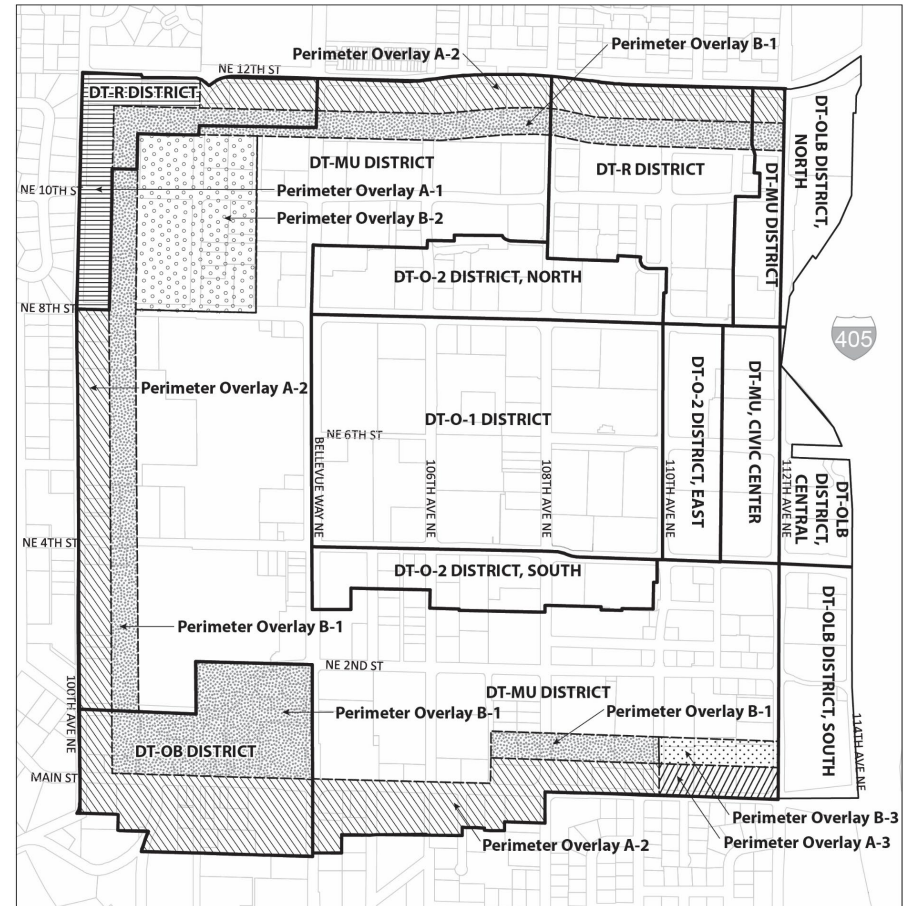 Perimeter Overlay A-2
Perimeter Overlay B-1
NE 12TH ST
DT-R DISTRICT
DT-OLB DISTRICT,
NORTH
DT-MU DISTRICT
DT-R DISTRICT
DT-MU DISTRICT
NE 10TH ST
Perimeter Overlay A-1
Perimeter Overlay B-2
DT-O-2 DISTRICT, NORTH
NE 8TH ST
405
Perimeter Overlay A-2
DT-O-1 DISTRICT
DT-O-2
DISTRICT, EAST
DT-MU, CIVIC CENTER
NE 6TH ST
BELLEVUE WAY NE
106TH AVE NE
108TH AVE NE
110TH AVE NE
112TH AVE NE
DT-OLB
DISTRICT,
CENTRAL
NE 4TH ST
DT-O-2 DISTRICT, SOUTH
DT-OLB DISTRICT, SOUTH
Perimeter Overlay B-1
NE 2ND ST
100TH AVE NE
DT-MU DISTRICT
Perimeter Overlay B-1
Perimeter Overlay B-1
114TH AVE NE
DT-OB DISTRICT
MAIN ST
Perimeter Overlay B-3
Perimeter Overlay A-2
Perimeter Overlay A-3